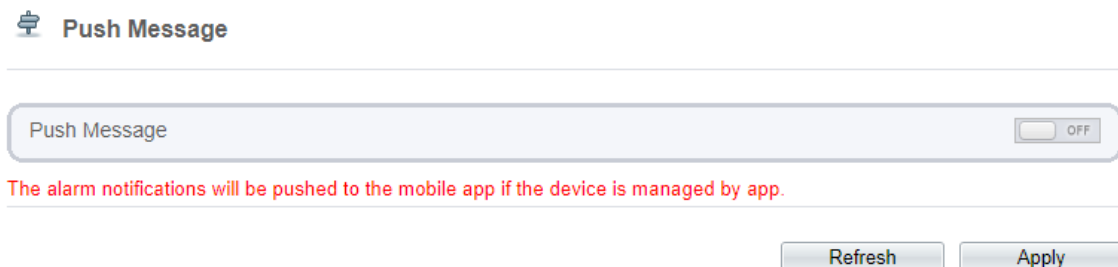 Push Message
Push Message
OFF
The alarm notifications will be pushed to the mobile app if the device is managed by app.
Refresh
Apply